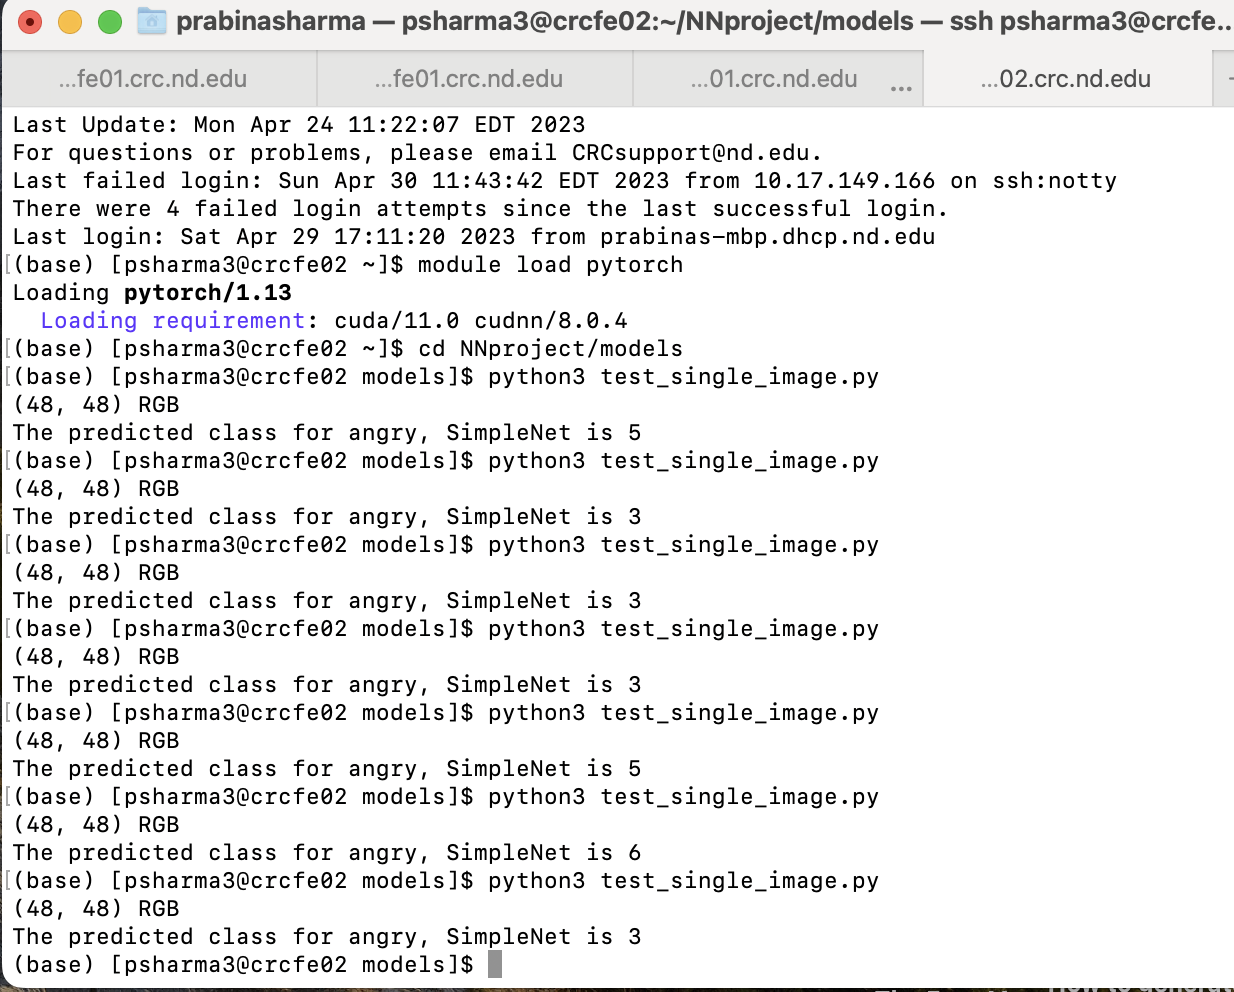 prabinasharma — psharma3@crcfe02:~/NNproject/models — ssh psharma3@crcfe...
...fe01.crc.nd.edu ...fe01.crc.nd.edu ...01.crc.nd.edu ... ...02.crc.nd.edu
Last Update: Mon Apr 24 11:22:07 EDT 2023
For questions or problems, please email CRCsupport@nd.edu.
Last failed login: Sun Apr 30 11:43:42 EDT 2023 from 10.17.149.166 on ssh:notty
There were 4 failed login attempts since the last successful login.
Last login: Sat Apr 29 17:11:20 2023 from prabinas-mbp.dhcp.nd.edu
[(base) [psharma3@crcfe02 ~]$ module load pytorch
Loading pytorch/1.13
  Loading requirement: cuda/11.0 cudnn/8.0.4
[(base) [psharma3@crcfe02 ~]$ cd NNproject/models
[(base) [psharma3@crcfe02 models]$ python3 test_single_image.py
(48, 48) RGB
The predicted class for angry, SimpleNet is 5
[(base) [psharma3@crcfe02 models]$ python3 test_single_image.py
(48, 48) RGB
The predicted class for angry, SimpleNet is 3
[(base) [psharma3@crcfe02 models]$ python3 test_single_image.py
(48, 48) RGB
The predicted class for angry, SimpleNet is 3
[(base) [psharma3@crcfe02 models]$ python3 test_single_image.py
(48, 48) RGB
The predicted class for angry, SimpleNet is 3
[(base) [psharma3@crcfe02 models]$ python3 test_single_image.py
(48, 48) RGB
The predicted class for angry, SimpleNet is 5
[(base) [psharma3@crcfe02 models]$ python3 test_single_image.py
(48, 48) RGB
The predicted class for angry, SimpleNet is 6
[(base) [psharma3@crcfe02 models]$ python3 test_single_image.py
(48, 48) RGB
The predicted class for angry, SimpleNet is 3
(base) [psharma3@crcfe02 models]$